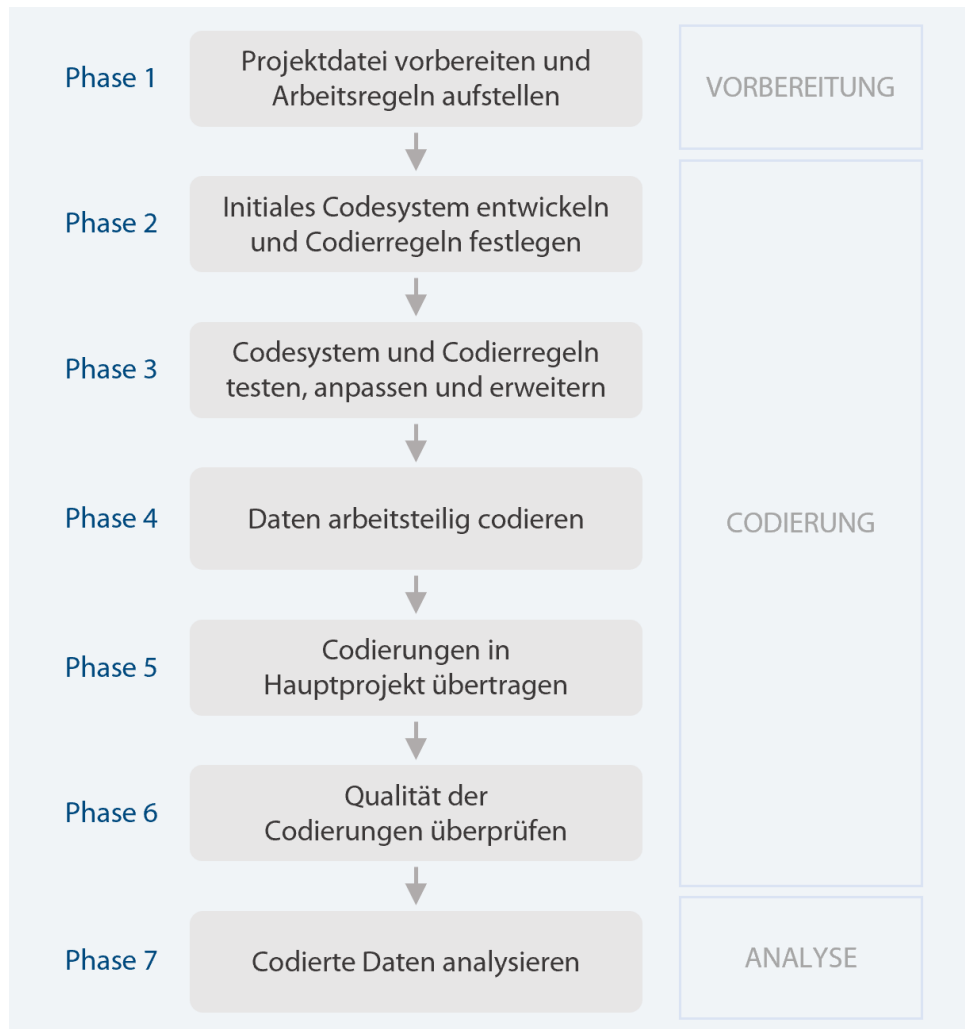 Phase 1
Projektdatei vorbereiten und
Arbeitsregeln aufstellen
VORBEREITUNG
Phase 2
Initiales Codesystem entwickeln
und Codierregeln festlegen
Phase 3
Codesystem und Codierregeln
testen, anpassen und erweitern
Phase 4
Daten arbeitsteilig codieren
CODIERUNG
Phase 5
Codierungen in
Hauptprojekt übertragen
Phase 6
Qualität der
Codierungen überprüfen
Phase 7
Codierte Daten analysieren
ANALYSE